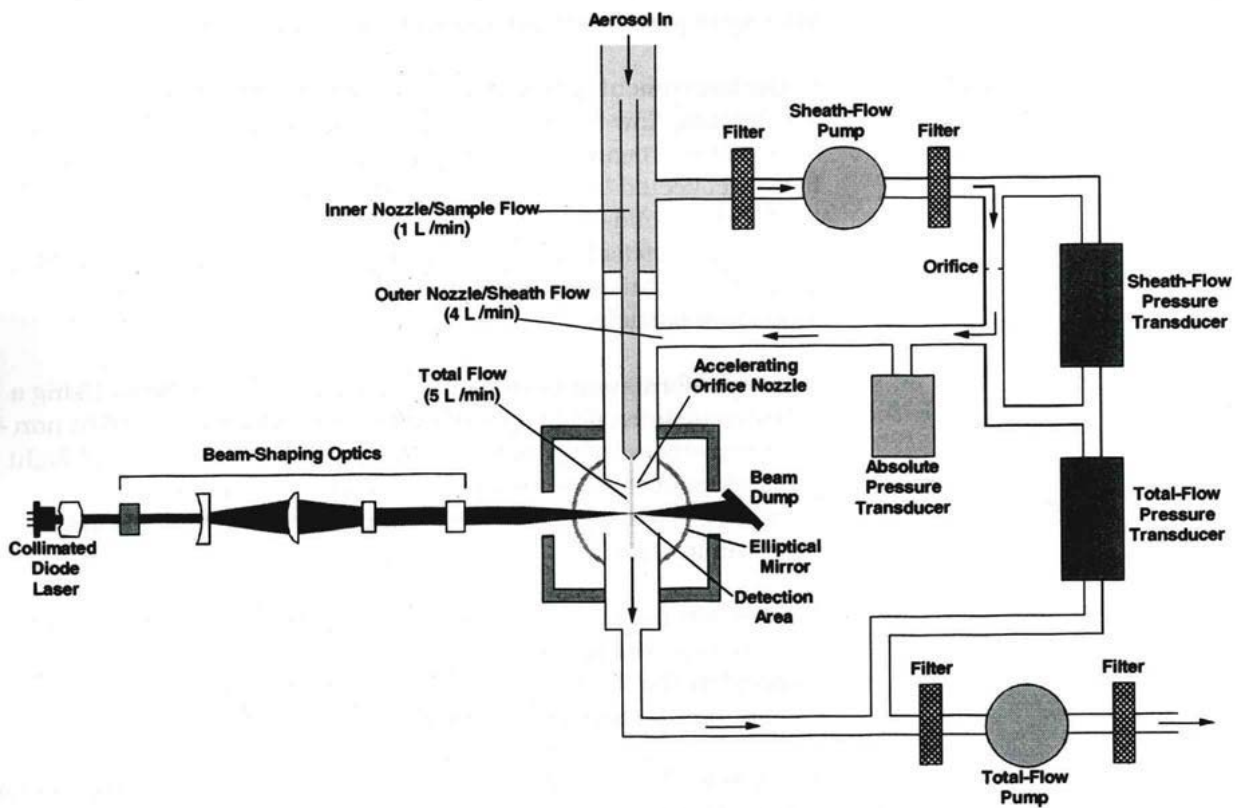 Aerosol In
Filter
Sheath-Flow
Pump
Filter
Inner Nozzle/Sample Flow
(1 L /min)
Orifice
Sheath-Flow
Pressure
Transducer
Outer Nozzle/Sheath Flow
(4 L/min)
Total Flow
(5 L/min)
Accelerating
Orifice Nozzle
Absolute
Pressure
Transducer
Beam-Shaping Optics
Beam
Dump
Total-Flow
Pressure
Transducer
Collimated
Diode
Laser
Elliptical
Mirror
Detection
Area
Filter
Filter
Total-Flow
Pump